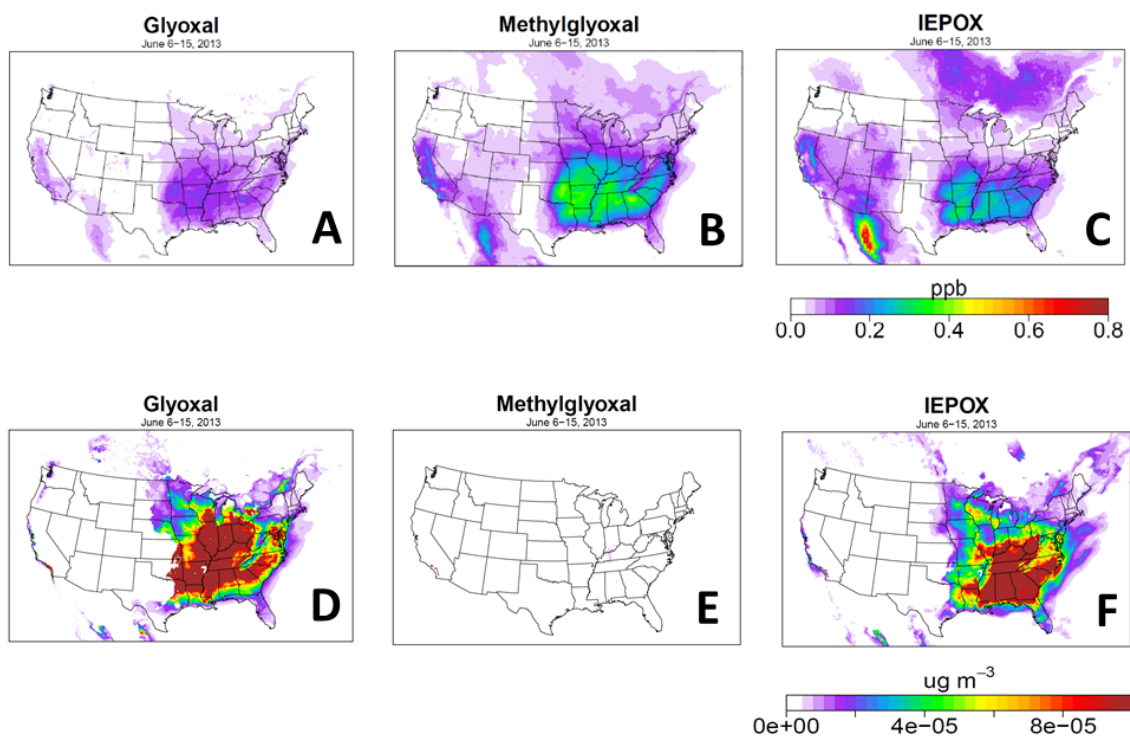 Glyoxal
June 6−15, 2013
A
Methylglyoxal
June 6−15, 2013
B
IEPOX
June 6−15, 2013
C
ppb
0.0 0.2 0.4 0.6 0.8
Glyoxal
June 6−15, 2013
D
Methylglyoxal
June 6−15, 2013
E
IEPOX
June 6−15, 2013
F
ug m⁻³
0e+00 4e−05 8e−05